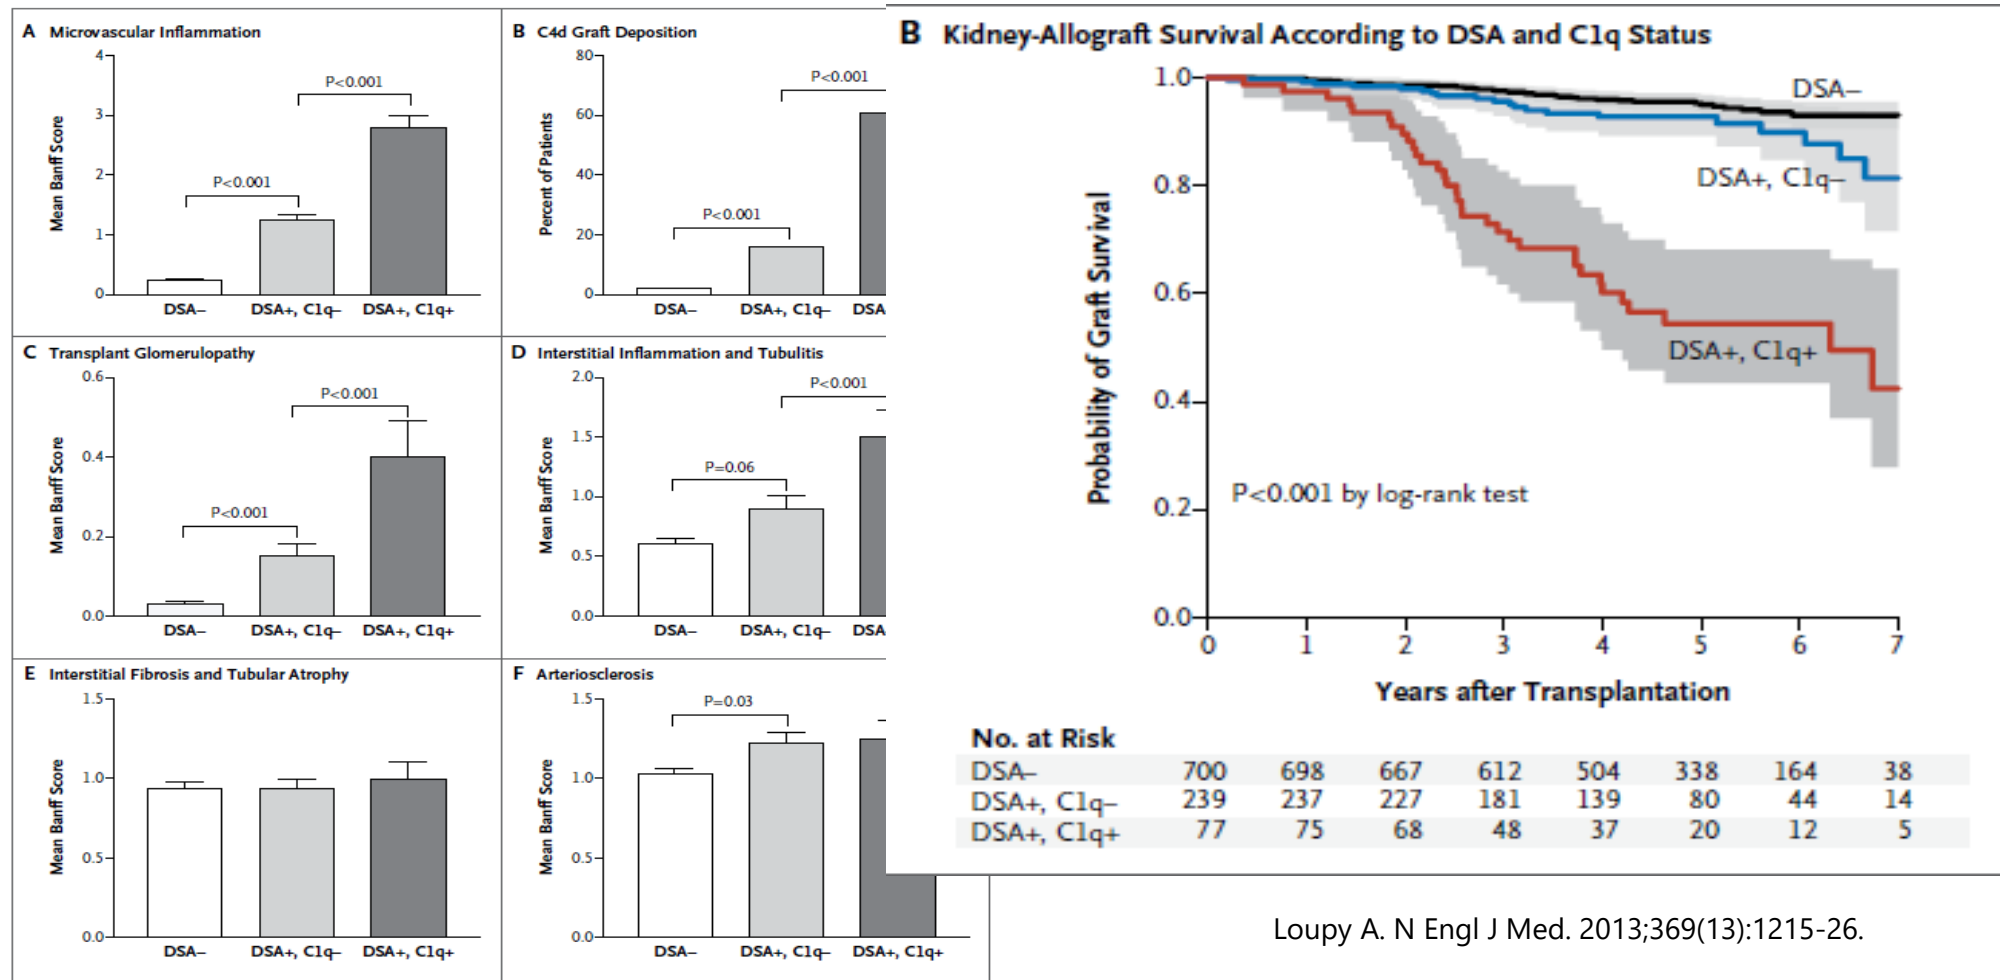 A Microvascular Inflammation
4
3
2
1
0
Mean Banff Score
P<0.001
P<0.001
DSA– DSA+, C1q– DSA+, C1q+
B C4d Graft Deposition
80
60
40
20
0
Percent of Patients
P<0.001
P<0.001
DSA– DSA+, C1q– DSA
C Transplant Glomerulopathy
0.6
0.4
0.2
0.0
Mean Banff Score
P<0.001
P<0.001
DSA– DSA+, C1q– DSA+, C1q+
D Interstitial Inflammation and Tubulitis
2.0
1.5
1.0
0.5
0.0
Mean Banff Score
P<0.001
P=0.06
DSA– DSA+, C1q– DSA
E Interstitial Fibrosis and Tubular Atrophy
1.5
1.0
0.5
0.0
Mean Banff Score
DSA– DSA+, C1q– DSA+, C1q+
F Arteriosclerosis
1.5
1.0
0.5
0.0
Mean Banff Score
P=0.03
DSA– DSA+, C1q– DSA+, C1q+
B Kidney-Allograft Survival According to DSA and C1q Status
1.0
0.8
0.6
0.4
0.2
0.0
Probability of Graft Survival
DSA–
DSA+, C1q–
DSA+, C1q+
P<0.001 by log-rank test
0 1 2 3 4 5 6 7
Years after Transplantation
No. at Risk
DSA– 700 698 667 612 504 338 164 38
DSA+, C1q– 239 237 227 181 139 80 44 14
DSA+, C1q+ 77 75 68 48 37 20 12 5
Loupy A. N Engl J Med. 2013;369(13):1215-26.